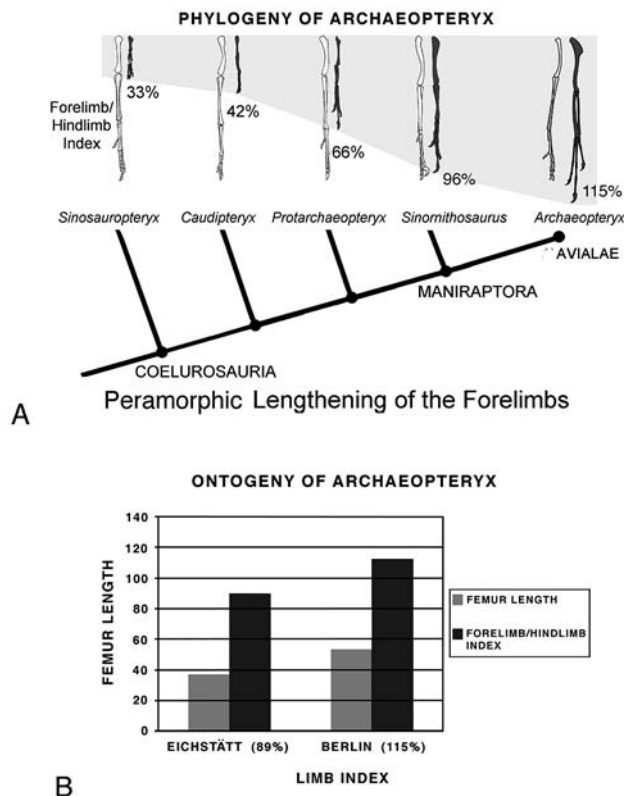 PHYLOGENY OF ARCHAEOPTERYX
33%
42%
66%
96%
115%
Forelimb/
Hindlimb
Index
Sinosauropteryx
Caudipteryx
Protarchaeopteryx
Sinornithosaurus
Archaeopteryx
AVIALAE
MANIRAPTORA
COELUROSAURIA
Peramorphic Lengthening of the Forelimbs
A
ONTOGENY OF ARCHAEOPTERYX
FEMUR LENGTH
140
120
100
80
60
40
20
0
FEMUR LENGTH
FORELIMB/HINDLIMB
INDEX
EICHSTÄTT (89%)
BERLIN (115%)
LIMB INDEX
B